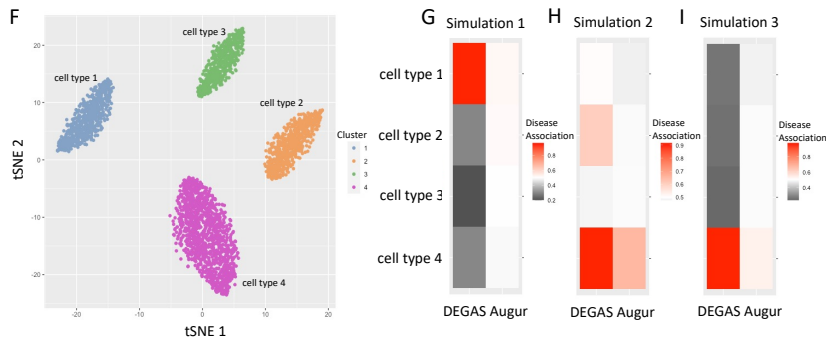 F
cell type 3
cell type 1
cell type 2
cell type 4
20
10
0
-10
-20
-20
-10
0
10
20
tSNE 2
tSNE 1
Cluster
1
2
3
4
G
Simulation 1
H
Simulation 2
I
Simulation 3
cell type 1
cell type 2
cell type 3
cell type 4
Disease
Association
0.8
0.6
0.4
0.2
Disease
Association
0.9
0.8
0.7
0.6
0.5
Disease
Association
0.8
0.6
0.4
DEGAS Augur
DEGAS Augur
DEGAS Augur